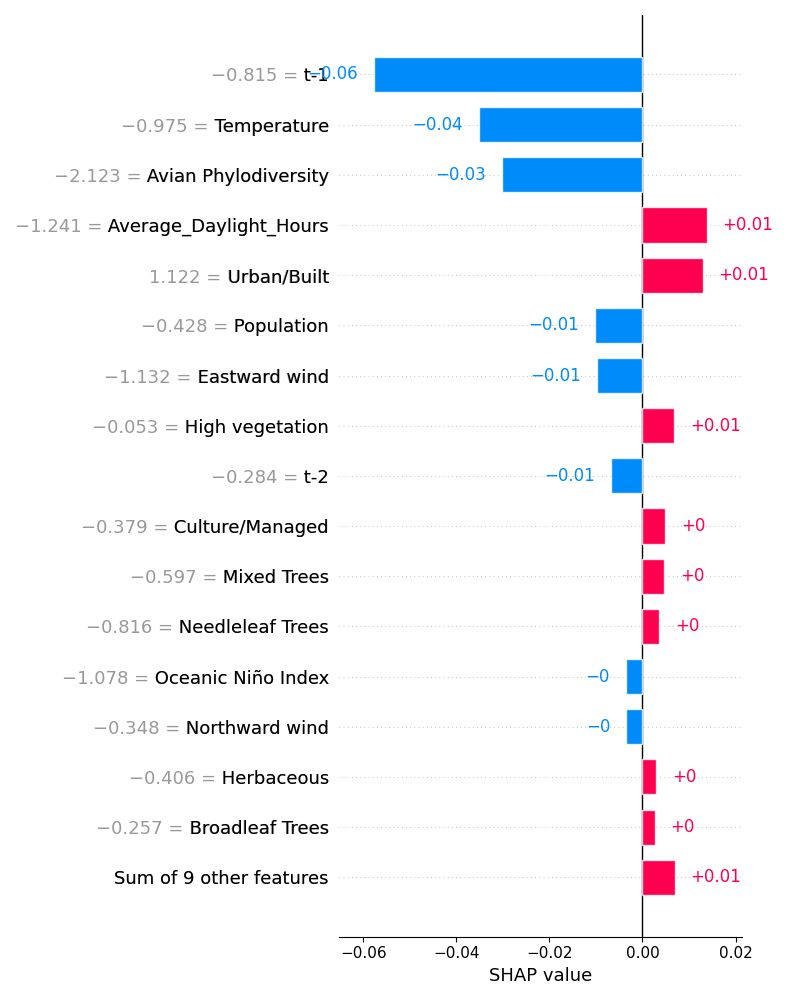 −0.815 = t-1 −0.06
−0.975 = Temperature −0.04
−2.123 = Avian Phylodiversity −0.03
−1.241 = Average_Daylight_Hours +0.01
1.122 = Urban/Built +0.01
−0.428 = Population −0.01
−1.132 = Eastward wind −0.01
−0.053 = High vegetation +0.01
−0.284 = t-2 −0.01
−0.379 = Culture/Managed +0
−0.597 = Mixed Trees +0
−0.816 = Needleleaf Trees +0
−1.078 = Oceanic Niño Index −0
−0.348 = Northward wind −0
−0.406 = Herbaceous +0
−0.257 = Broadleaf Trees +0
Sum of 9 other features +0.01
−0.06 −0.04 −0.02 0.00 0.02
SHAP value